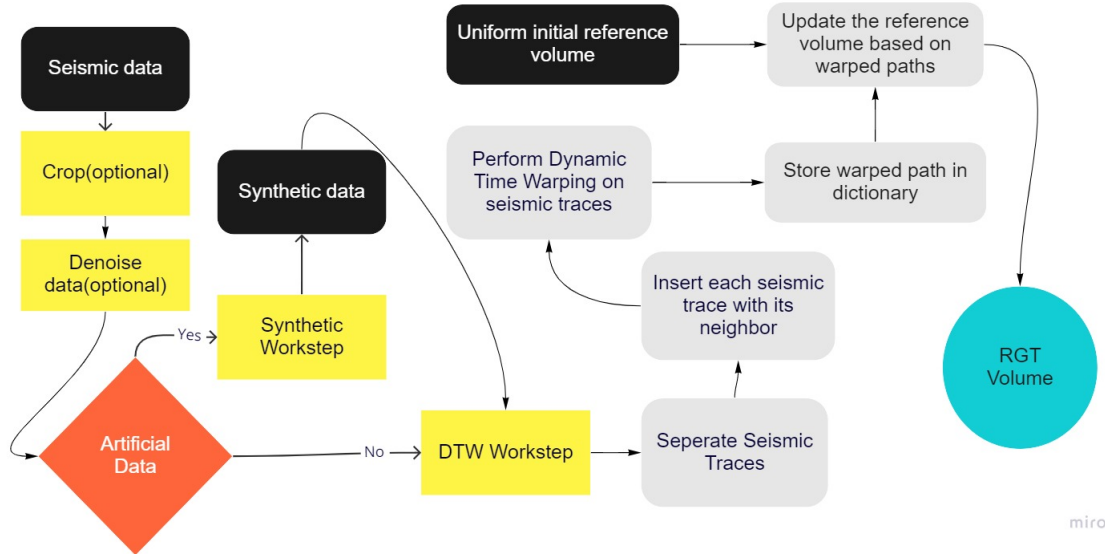 Seismic data
Crop(optional)
Denoise
data(optional)
Artificial
Data
Yes
Synthetic
Workstep
Synthetic data
No
DTW Workstep
Seperate Seismic
Traces
Insert each seismic
trace with its
neighbor
Perform Dynamic
Time Warping on
seismic traces
Store warped path in
dictionary
Uniform initial reference
volume
Update the reference
volume based on
warped paths
RGT
Volume
miro